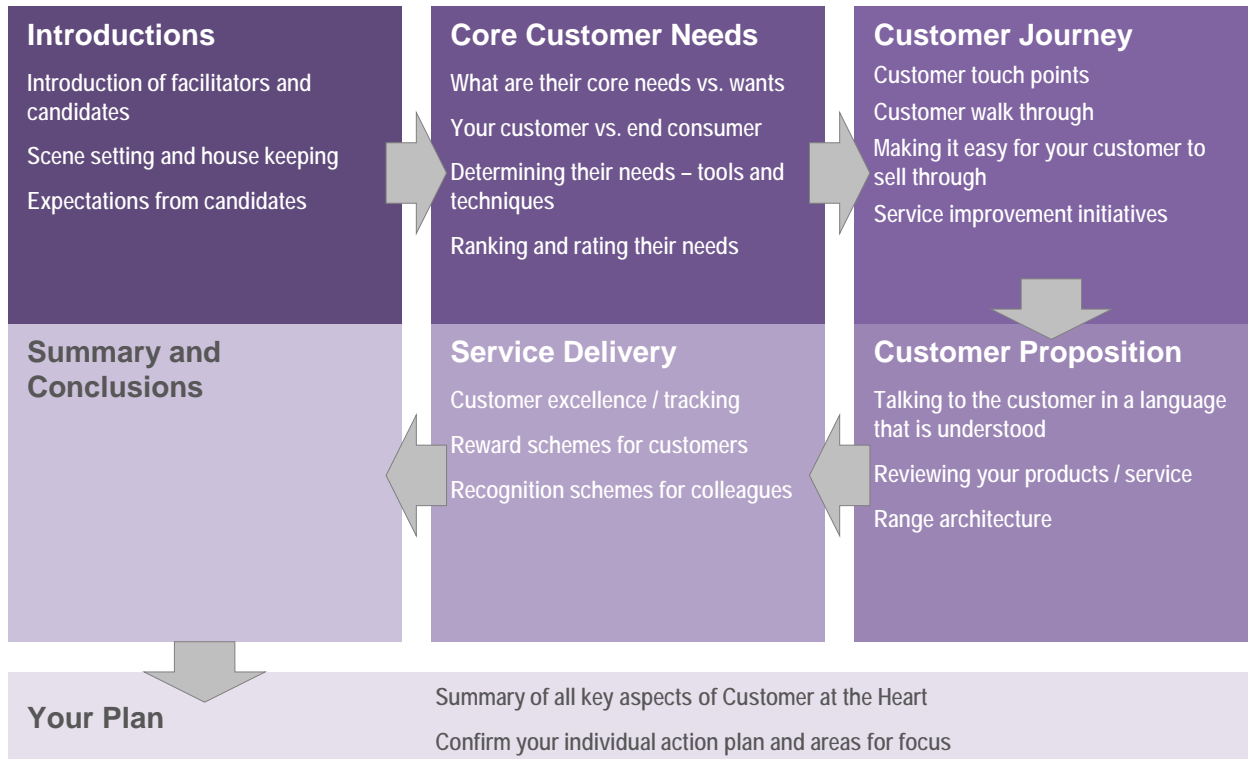 Introductions
Introduction of facilitators and
candidates
Scene setting and house keeping
Expectations from candidates
Core Customer Needs
What are their core needs vs. wants
Your customer vs. end consumer
Determining their needs – tools and
techniques
Ranking and rating their needs
Customer Journey
Customer touch points
Customer walk through
Making it easy for your customer to
sell through
Service improvement initiatives
Customer Proposition
Talking to the customer in a language
that is understood
Reviewing your products / service
Range architecture
Service Delivery
Customer excellence / tracking
Reward schemes for customers
Recognition schemes for colleagues
Summary and
Conclusions
Your Plan
Summary of all key aspects of Customer at the Heart
Confirm your individual action plan and areas for focus